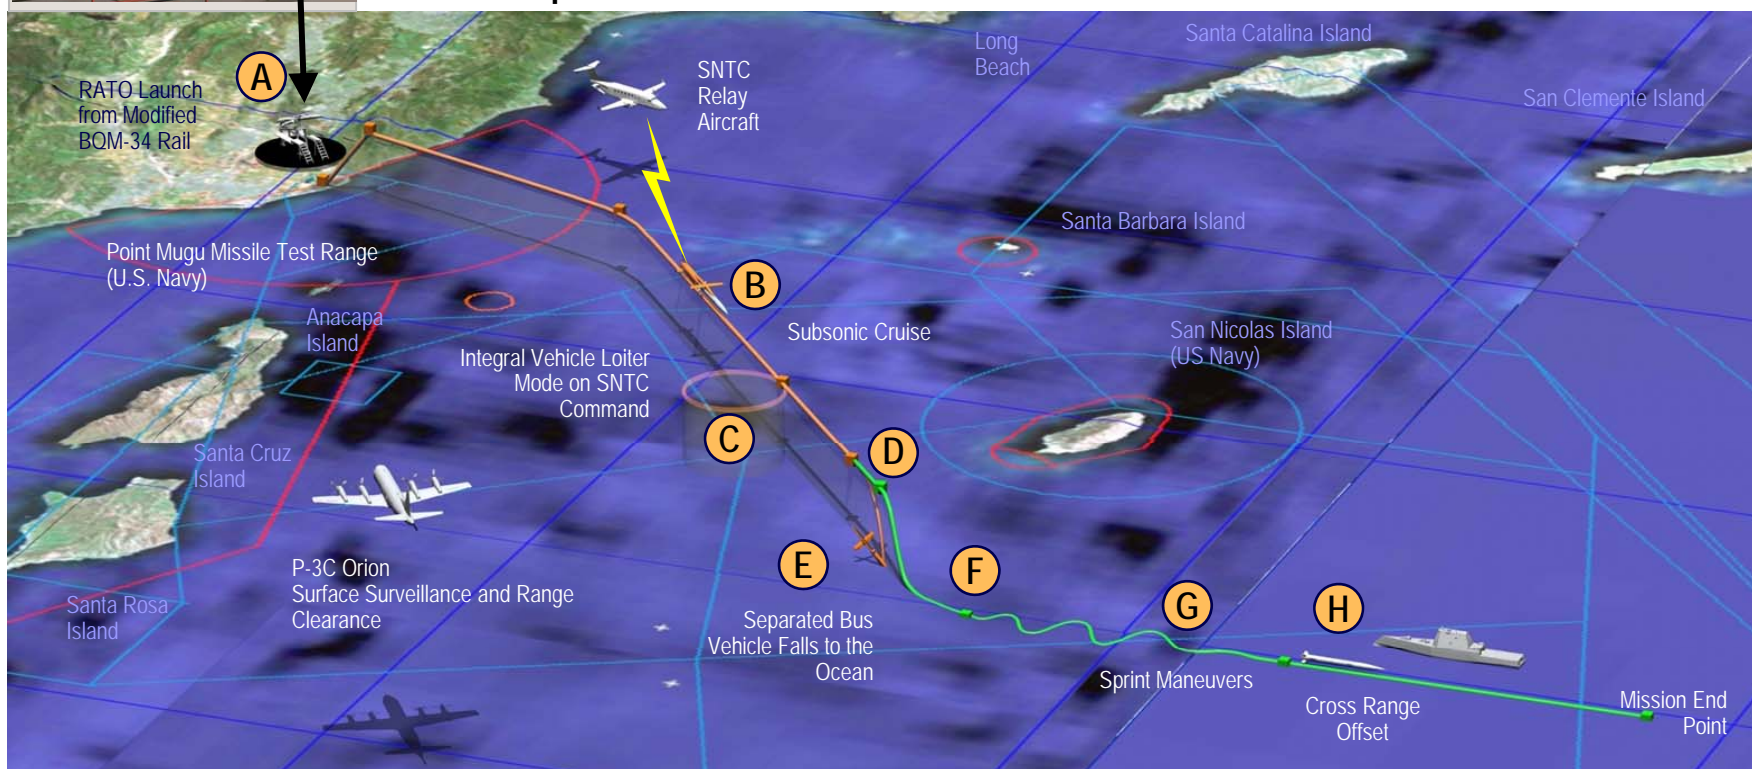 A
RATO Launch
from Modified
BQM-34 Rail
SNTC
Relay
Aircraft
Long
Beach
Santa Catalina Island
San Clemente Island
Point Mugu Missile Test Range
(U.S. Navy)
Santa Barbara Island
B
Anacapa
Island
Subsonic Cruise
San Nicolas Island
(US Navy)
Integral Vehicle Loiter
Mode on SNTC
Command
C
D
Santa Cruz
Island
E
F
P-3C Orion
Surface Surveillance and Range
Clearance
Santa Rosa
Island
Separated Bus
Vehicle Falls to the
Ocean
G
H
Sprint Maneuvers
Cross Range
Offset
Mission End
Point